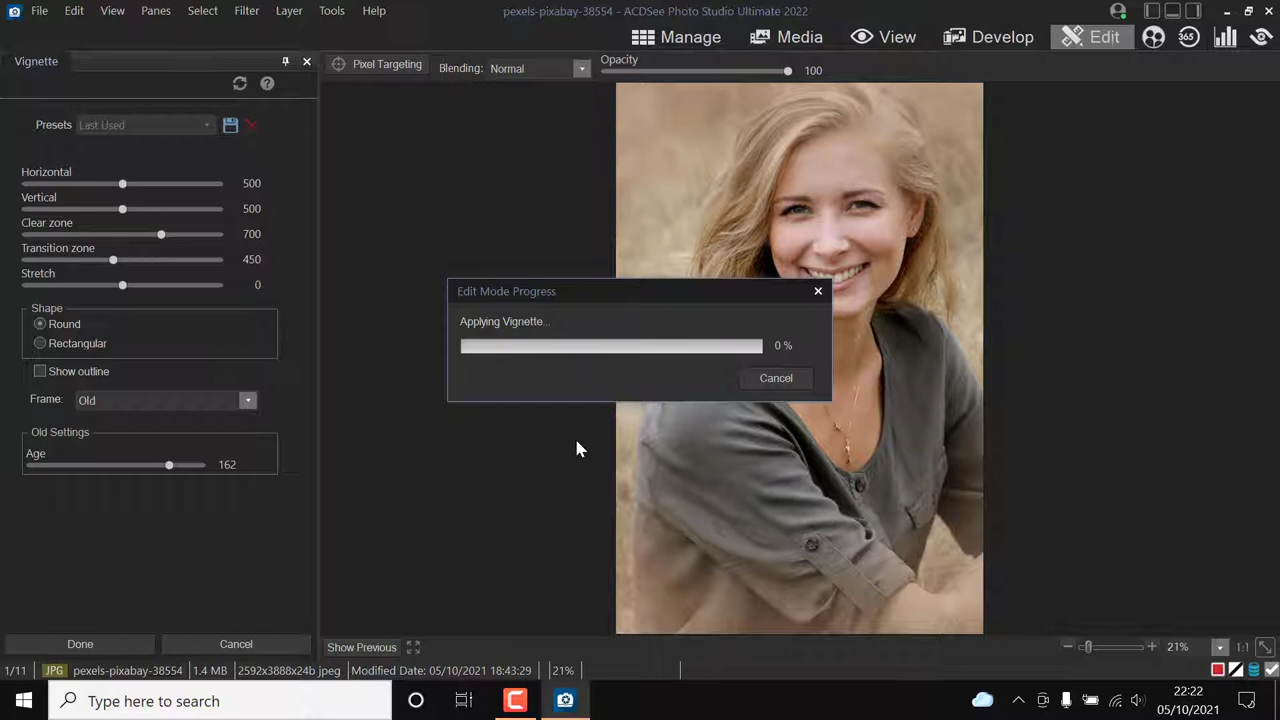 File Edit View Panes Select Filter Layer Tools Help
pexels-pixabay-38554 - ACDSee Photo Studio Ultimate 2022
Manage Media View Develop Edit 365
Vignette
Pixel Targeting Blending: Normal Opacity 100
Presets Last Used
Horizontal 500
Vertical 500
Clear zone 700
Transition zone 450
Stretch 0
Shape
Round
Rectangular
Show outline
Frame: Old
Old Settings
Age 162
Edit Mode Progress
Applying Vignette...
0 %
Cancel
Done Cancel
Show Previous 21% 1:1
1/11 JPG pexels-pixabay-38554 1.4 MB 2592x3888x24b jpeg Modified Date: 05/10/2021 18:43:29 21%
Type here to search
22:22
05/10/2021